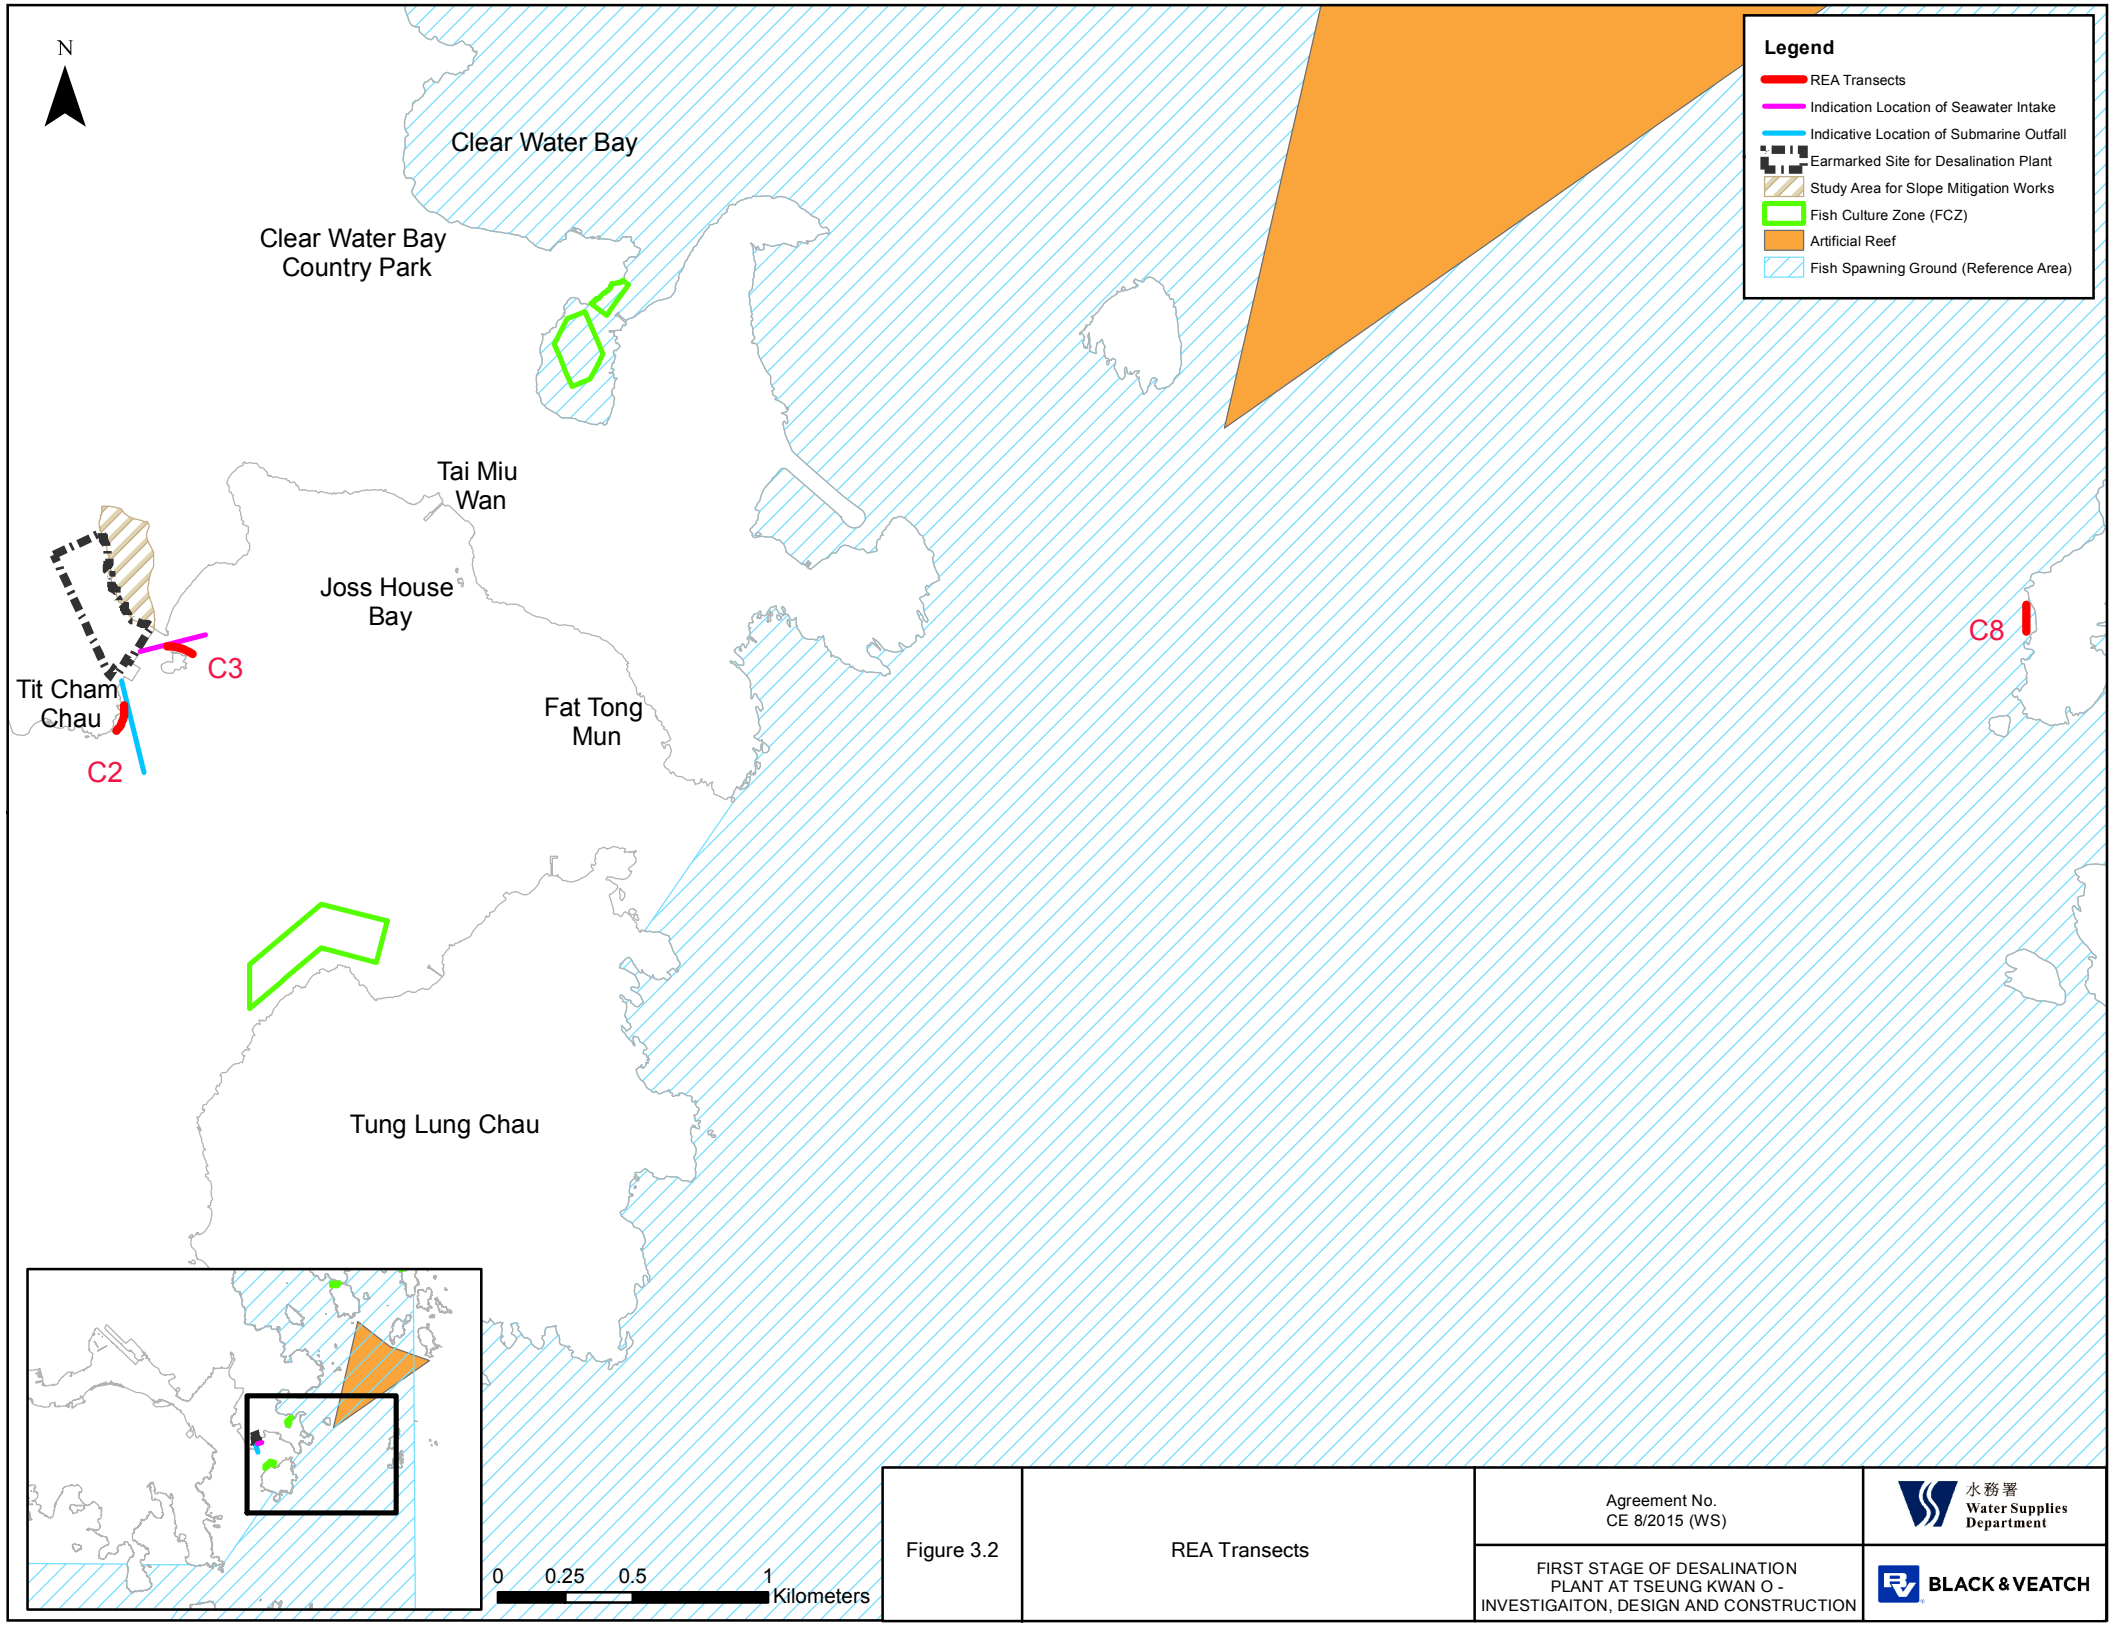 N
Clear Water Bay
Clear Water Bay
Country Park
Tai Miu
Wan
Joss House
Bay
C3
Tit Cham
Chau
C2
Fat Tong
Mun
C8
Tung Lung Chau
Legend
REA Transects
Indication Location of Seawater Intake
Indicative Location of Submarine Outfall
Earmarked Site for Desalination Plant
Study Area for Slope Mitigation Works
Fish Culture Zone (FCZ)
Artificial Reef
Fish Spawning Ground (Reference Area)
0 0.25 0.5 1
Kilometers
Figure 3.2
REA Transects
Agreement No.
CE 8/2015 (WS)
FIRST STAGE OF DESALINATION
PLANT AT TSEUNG KWAN O -
INVESTIGAITON, DESIGN AND CONSTRUCTION
水務署
Water Supplies
Department
BV BLACK & VEATCH